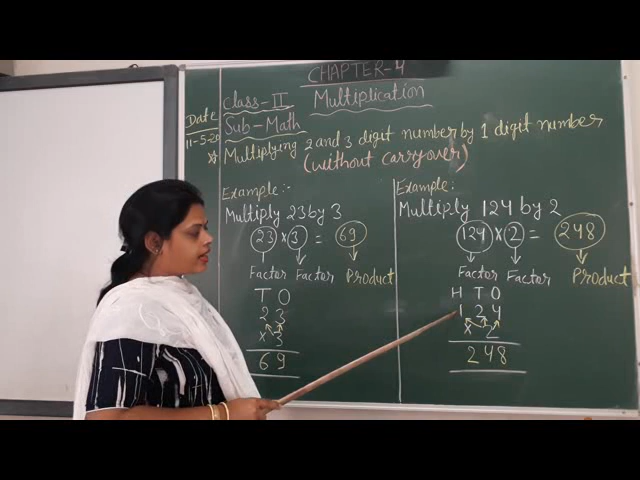 CHAPTER-4
Class-II
Multiplication
Date
Sub-Math
11-5-20
Multiplying 2 and 3 digit number by 1 digit number
(without carryover)
Example:-
Multiply 23 by 3
23 × 3 = 69
Factor Factor Product
T O
2 3
× 3
6 9
Example:
Multiply 124 by 2
124 × 2 = 248
Factor Factor Product
H T O
1 2 4
× 2
2 4 8